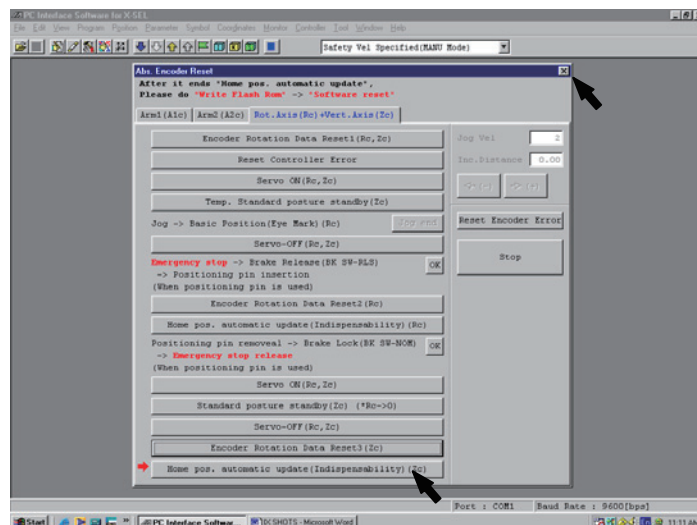 PC Interface Software for X-SEL
File Edit View Program Position Parameter Symbol Coordinates Monitor Controller Tool Window Help
Safety Vel Specified(MANU Mode)
Abs. Encoder Reset
After it ends "Home pos. automatic update",
Please do "Write Flash Rom" -> "Software reset"
Arm1(A1c) Arm2(A2c) Rot.Axis(Rc)+Vert.Axis(Zc)
Encoder Rotation Data Reset1(Rc,Zc)
Jog Vel 2
Reset Controller Error
Inc.Distance 0.00
Servo ON(Rc,Zc)
(-) (+)
Temp. Standard posture standby(Zc)
Jog -> Basic Position(Eye Mark)(Rc) Jog end
Reset Encoder Error
Servo-OFF(Rc,Zc)
Stop
Emergency stop -> Brake Release(BK SW-RLS) OK
-> Positioning pin insertion
(When positioning pin is used)
Encoder Rotation Data Reset2(Rc)
Home pos. automatic update(Indispensability)(Rc)
Positioning pin removeal -> Brake Lock(BK SW-NOM) OK
-> Emergency stop release
(When positioning pin is used)
Servo ON(Rc,Zc)
Standard posture standby(Zc) (*Rc->0)
Servo-OFF(Rc,Zc)
Encoder Rotation Data Reset3(Zc)
Home pos. automatic update(Indispensability)(Zc)
Port : COM1 Baud Rate : 9600[bps]
Start PC Interface Softwar... IX SHOTS - Microsoft Word 11:11 AM